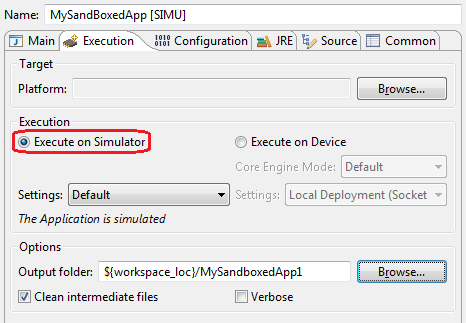 Name: MySandBoxedApp [SIMU]
Main Execution Configuration JRE Source Common
Target
Platform: Browse...
Execution
Execute on Simulator Execute on Device
Core Engine Mode: Default
Settings: Default Settings: Local Deployment (Socket
The Application is simulated
Options
Output folder: ${workspace_loc}/MySandboxedApp1 Browse...
Clean intermediate files Verbose